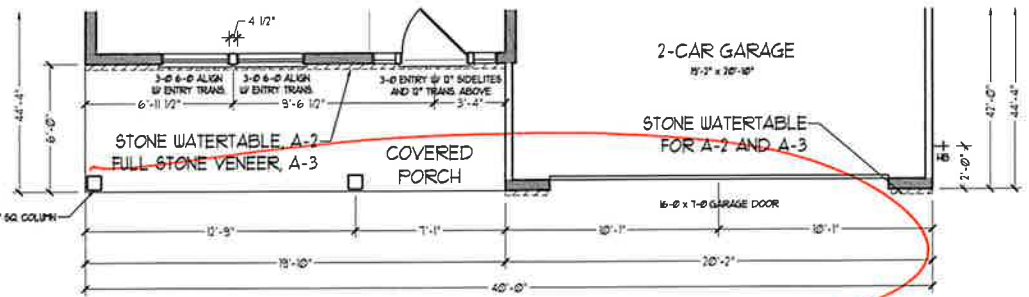 4 1/2"
2-CAR GARAGE
19'-2" x 20'-10"
3-0 6-0 ALIGN
W/ ENTRY TRANS.
3-0 6-0 ALIGN
W/ ENTRY TRANS.
3-0 ENTRY W/ 12" SIDELITES
AND 12" TRANS. ABOVE
6'-11 1/2"
9'-6 1/2"
3'-4"
44'-4"
6'-0"
42'-0"
44'-4"
STONE WATERTABLE, A-2
FULL STONE VENEER, A-3
COVERED
PORCH
STONE WATERTABLE
FOR A-2 AND A-3
HB
2'-0"
SQ. COLUMN
16-0 x 7-0 GARAGE DOOR
12'-9"
7'-1"
10'-1"
10'-1"
19'-10"
20'-2"
40'-0"